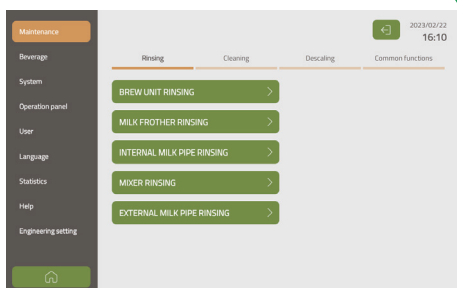 Maintenance
Beverage
System
Operation panel
User
Language
Statistics
Help
Engineering setting
2023/02/22
16:10
Rinsing Cleaning Descaling Common functions
BREW UNIT RINSING
MILK FROTHER RINSING
INTERNAL MILK PIPE RINSING
MIXER RINSING
EXTERNAL MILK PIPE RINSING